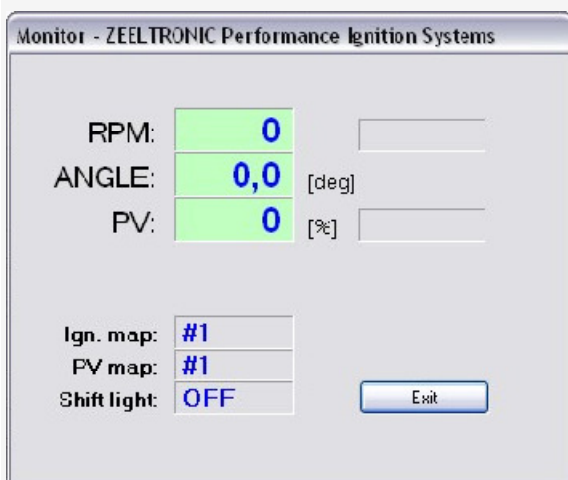 Monitor - ZEELTRONIC Performance Ignition Systems
RPM: 0
ANGLE: 0,0 [deg]
PV: 0 [%]
Ign. map: #1
PV map: #1
Shift light: OFF
Exit